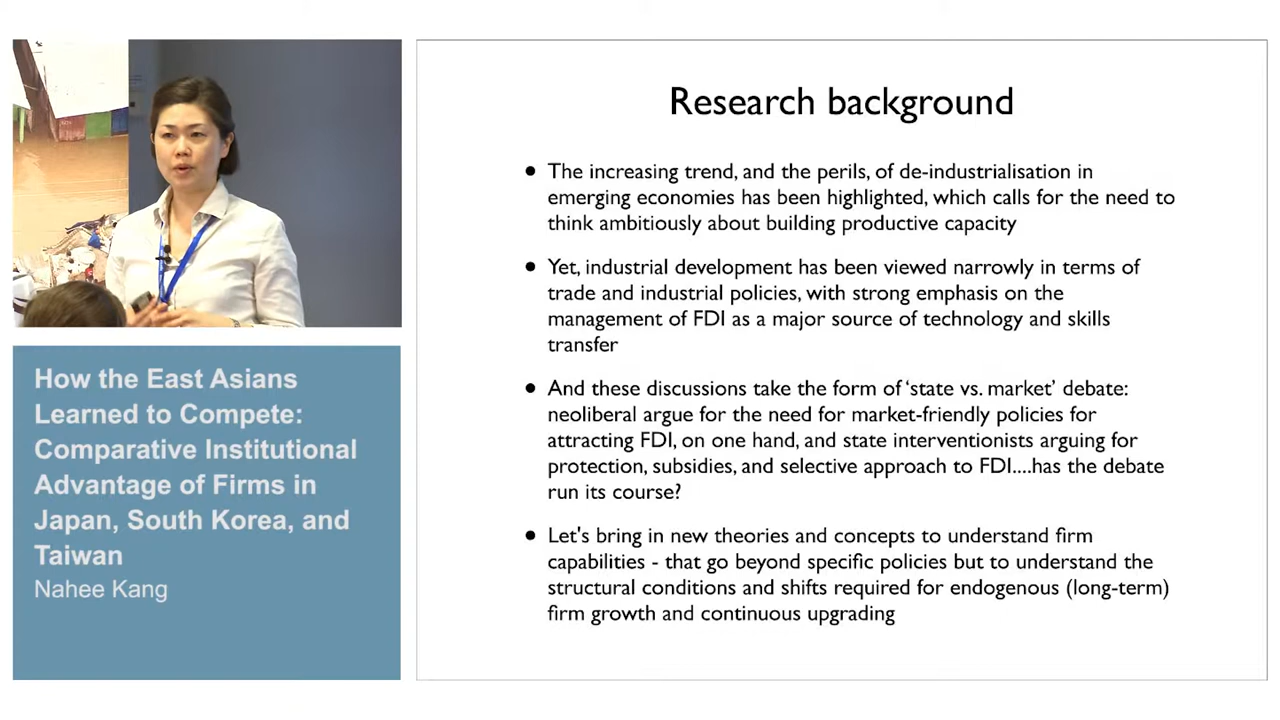 How the East Asians
Learned to Compete:
Comparative Institutional
Advantage of Firms in
Japan, South Korea, and
Taiwan
Nahee Kang
Research background
• The increasing trend, and the perils, of de-industrialisation in
emerging economies has been highlighted, which calls for the need to
think ambitiously about building productive capacity
• Yet, industrial development has been viewed narrowly in terms of
trade and industrial policies, with strong emphasis on the
management of FDI as a major source of technology and skills
transfer
• And these discussions take the form of ‘state vs. market’ debate:
neoliberal argue for the need for market-friendly policies for
attracting FDI, on one hand, and state interventionists arguing for
protection, subsidies, and selective approach to FDI....has the debate
run its course?
• Let's bring in new theories and concepts to understand firm
capabilities - that go beyond specific policies but to understand the
structural conditions and shifts required for endogenous (long-term)
firm growth and continuous upgrading